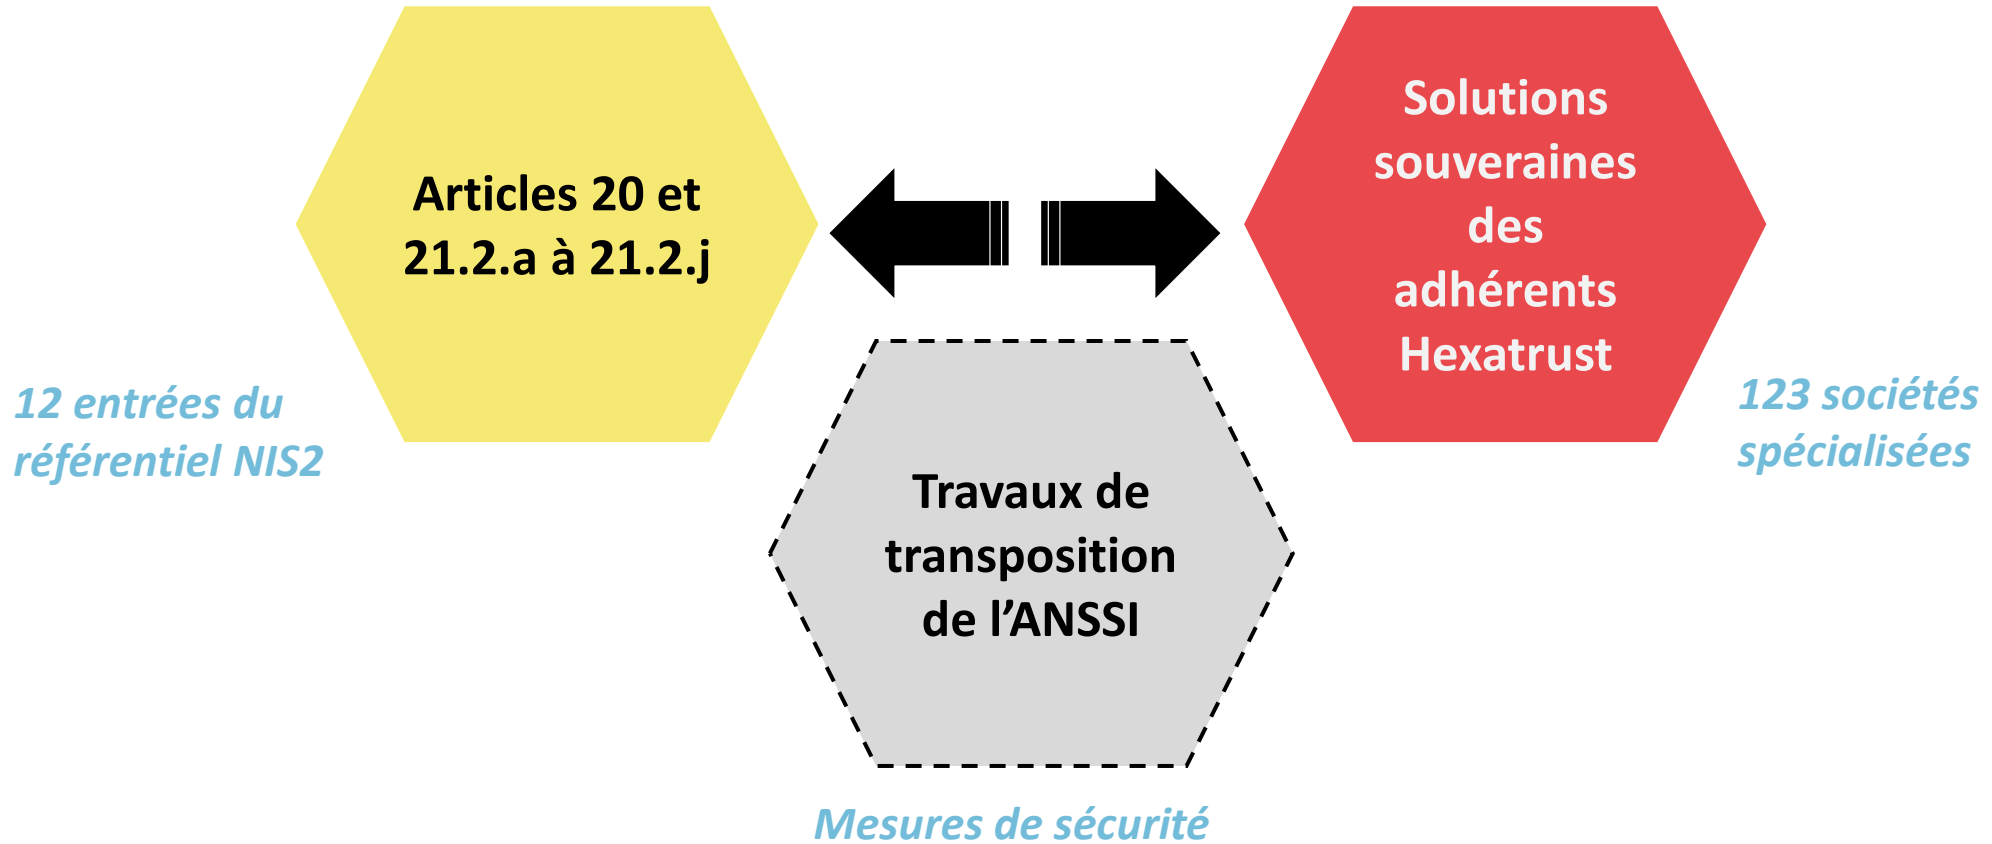 Articles 20 et
21.2.a à 21.2.j
12 entrées du
référentiel NIS2
Solutions
souveraines
des
adhérents
Hexatrust
123 sociétés
spécialisées
Travaux de
transposition
de l’ANSSI
Mesures de sécurité